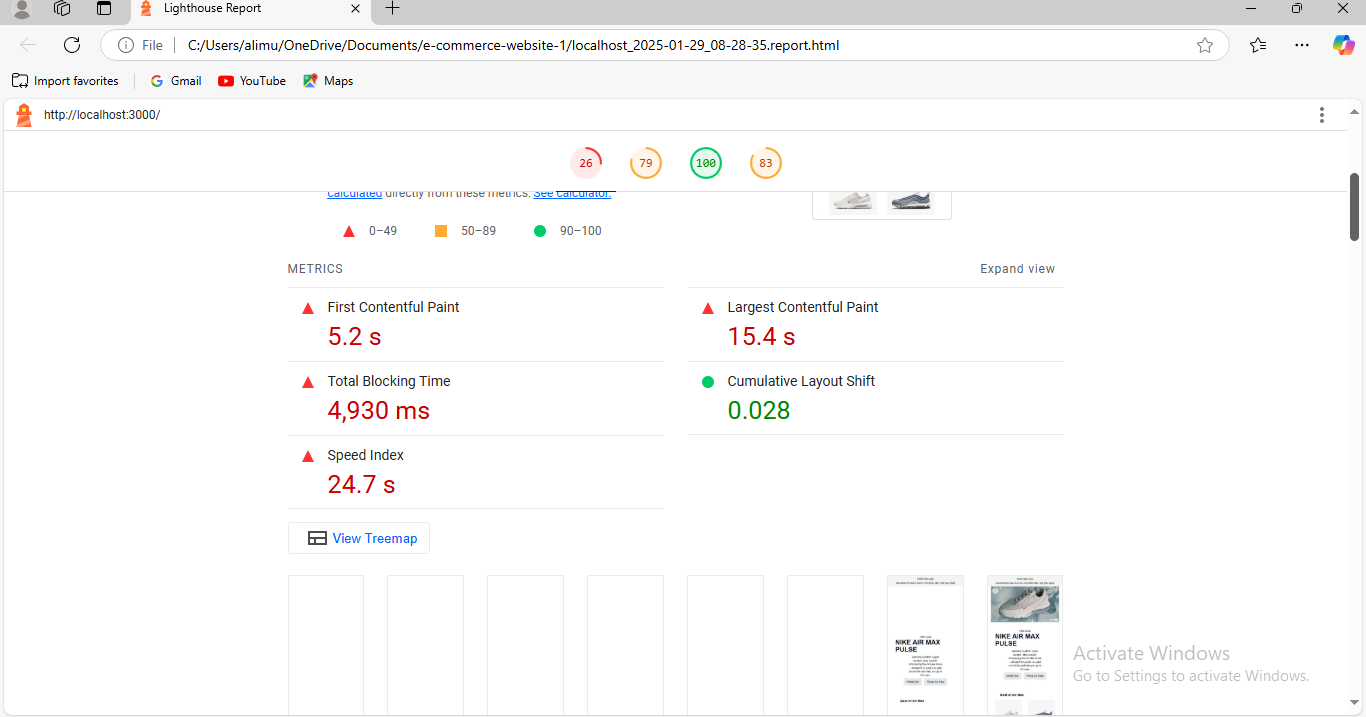 Lighthouse Report
File
C:/Users/alimu/OneDrive/Documents/e-commerce-website-1/localhost_2025-01-29_08-28-35.report.html
Import favorites
Gmail
YouTube
Maps
http://localhost:3000/
26
79
100
83
calculated directly from these metrics. See calculator.
0–49
50–89
90–100
METRICS
Expand view
First Contentful Paint
5.2 s
Largest Contentful Paint
15.4 s
Total Blocking Time
4,930 ms
Cumulative Layout Shift
0.028
Speed Index
24.7 s
View Treemap
NIKE AIR MAX
PULSE
NIKE AIR MAX
PULSE
Activate Windows
Go to Settings to activate Windows.